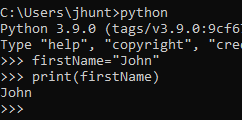 C:\Users\jhunt>python
Python 3.9.0 (tags/v3.9.0:9cf67
Type "help", "copyright", "cre
>>> firstName="John"
>>> print(firstName)
John
>>>